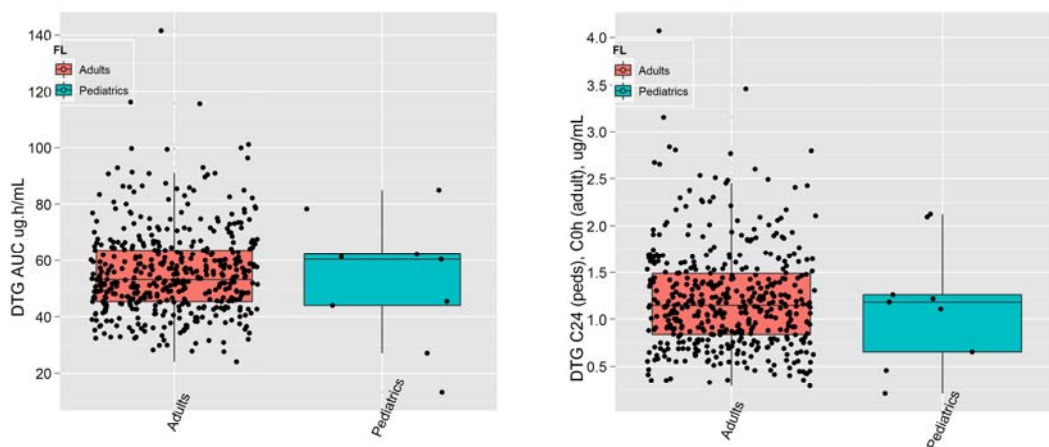 DTG AUC ug.h/mL
140
120
100
80
60
40
20
FL
Adults
Pediatrics
Adults
Pediatrics
DTG C24 (peds), C0h (adult), ug/mL
4.0
3.5
3.0
2.5
2.0
1.5
1.0
0.5
FL
Adults
Pediatrics
Adults
Pediatrics